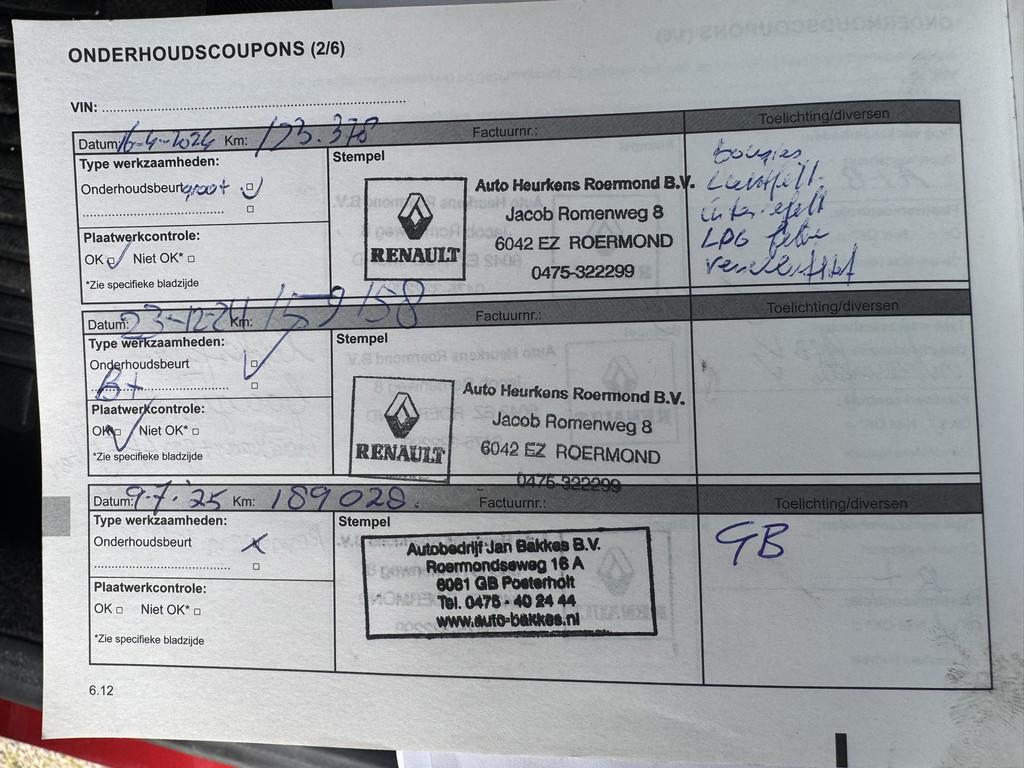 ONDERHOUDSCOUPONS (2/6)
VIN:
Datum: 16-4-2024 Km: 173.378 Factuurnr.: Toelichting/diversen
Type werkzaamheden:
Onderhoudsbeurt groot
Plaatwerkcontrole:
OK Niet OK*
*Zie specifieke bladzijde
Stempel
RENAULT
Auto Heurkens Roermond B.V.
Jacob Romenweg 8
6042 EZ ROERMOND
0475-322299
bougies
LPG
Datum: 23-12-24 Km: 159158 Factuurnr.: Toelichting/diversen
Type werkzaamheden:
Onderhoudsbeurt
B+
Plaatwerkcontrole:
OK Niet OK*
*Zie specifieke bladzijde
Stempel
RENAULT
Auto Heurkens Roermond B.V.
Jacob Romenweg 8
6042 EZ ROERMOND
0475-322299
Datum: 9-7-'25 Km: 189028. Factuurnr.: Toelichting/diversen
Type werkzaamheden:
Onderhoudsbeurt
Plaatwerkcontrole:
OK Niet OK*
*Zie specifieke bladzijde
Stempel
Autobedrijf Jan Bakkes B.V.
Roermondseweg 16 A
6061 GB Posterholt
Tel. 0475 - 40 24 44
www.auto-bakkes.nl
GB
6.12